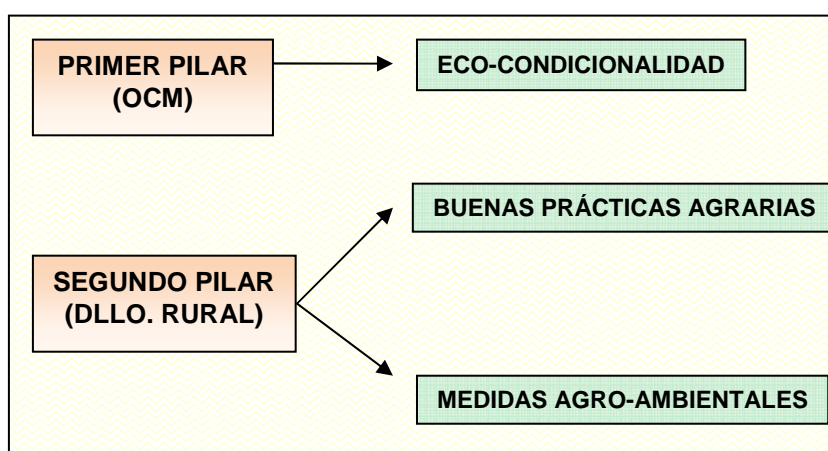 PRIMER PILAR
(OCM)
ECO-CONDICIONALIDAD
BUENAS PRÁCTICAS AGRARIAS
SEGUNDO PILAR
(DLLO. RURAL)
MEDIDAS AGRO-AMBIENTALES